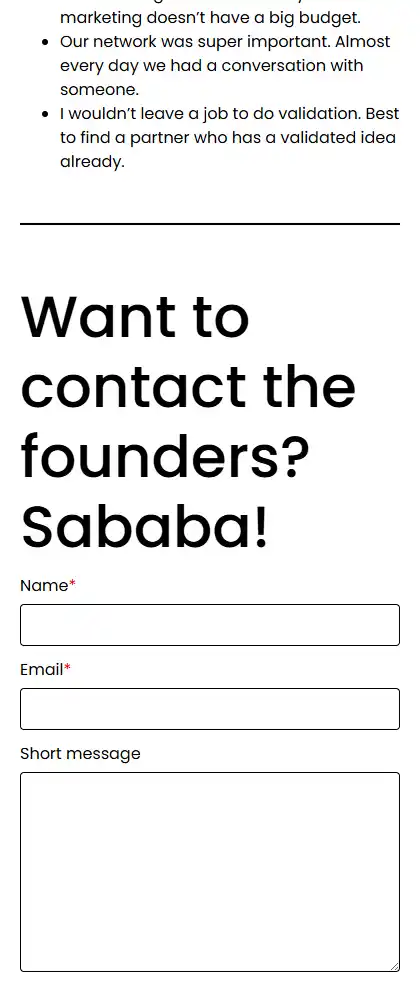 marketing doesn’t have a big budget.
Our network was super important. Almost
every day we had a conversation with
someone.
I wouldn’t leave a job to do validation. Best
to find a partner who has a validated idea
already.
Want to
contact the
founders?
Sababa!
Name*
Email*
Short message